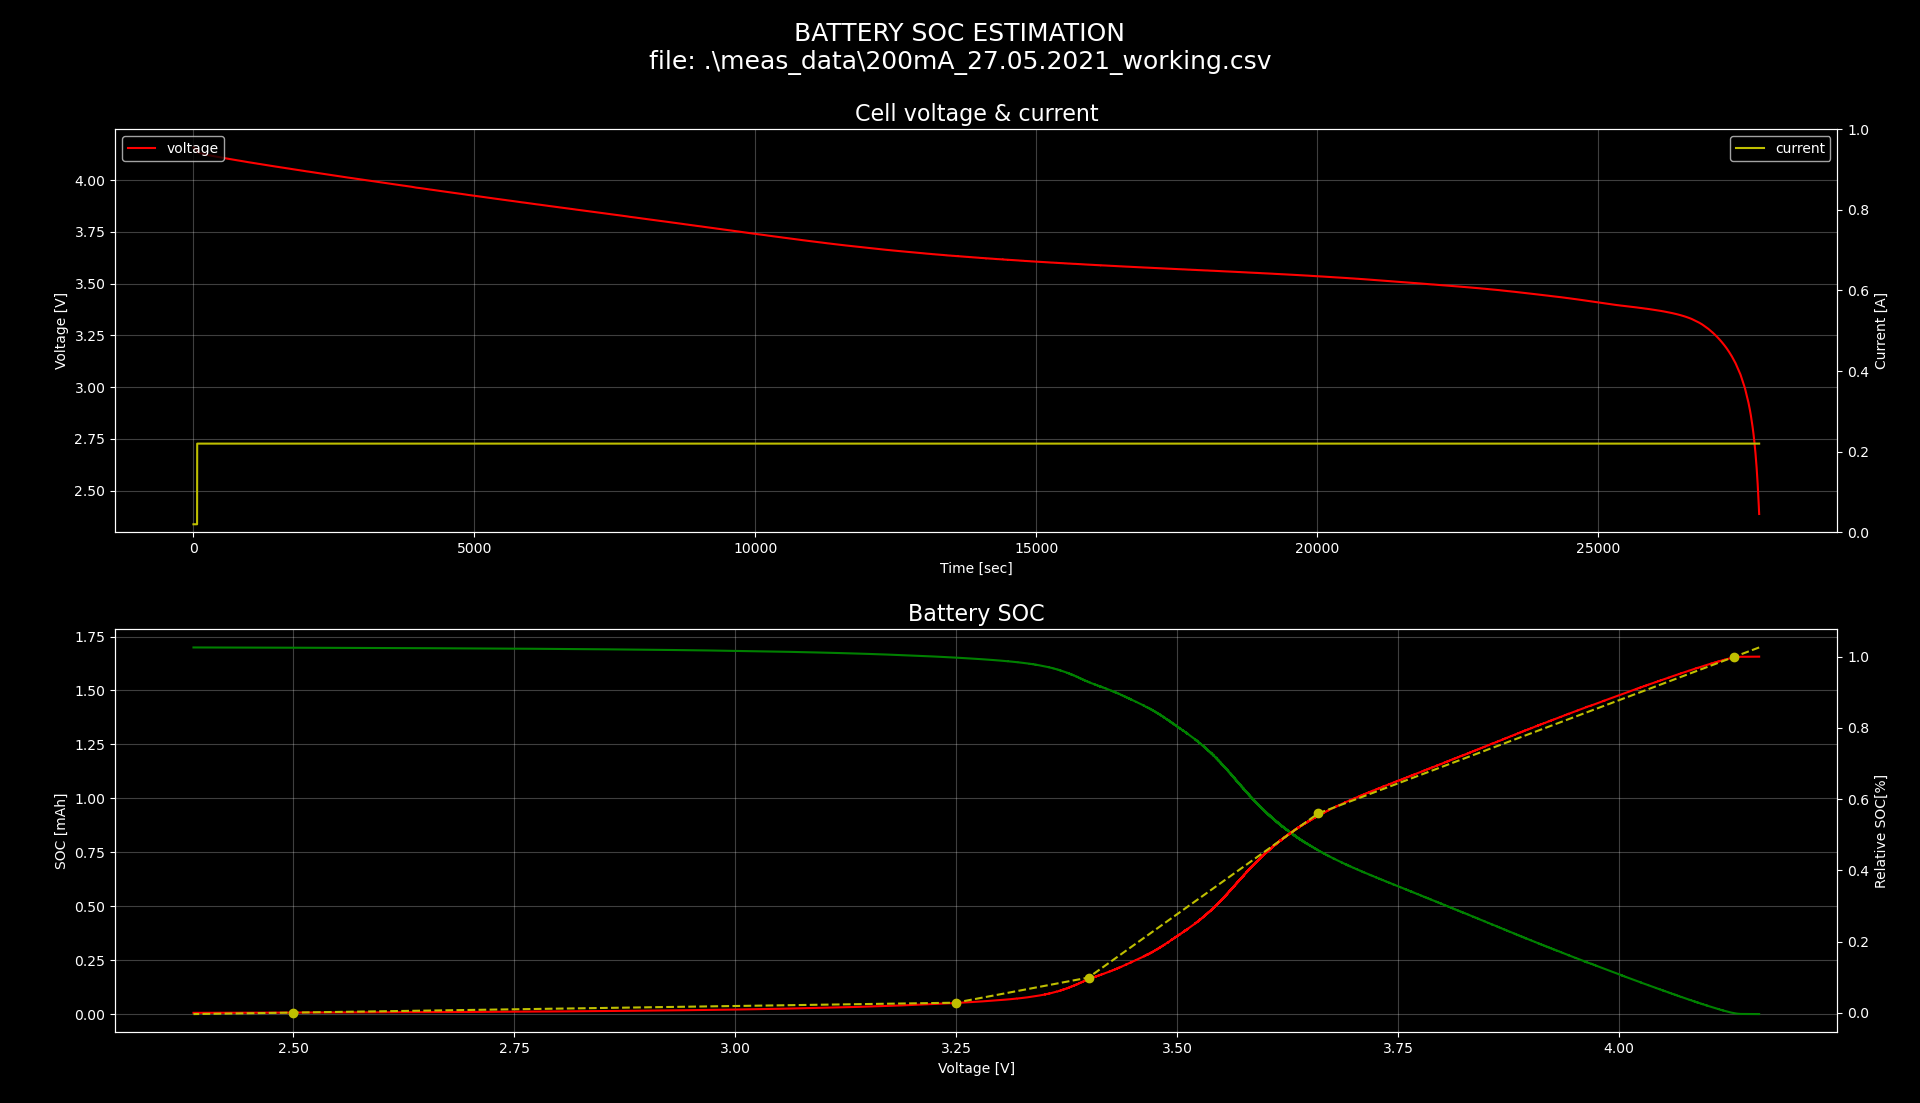 BATTERY SOC ESTIMATION
file: .\meas_data\200mA_27.05.2021_working.csv
Cell voltage & current
voltage
current
4.00
3.75
3.50
3.25
3.00
2.75
2.50
Voltage [V]
1.0
0.8
0.6
0.4
0.2
0.0
Current [A]
0 5000 10000 15000 20000 25000
Time [sec]
Battery SOC
1.75
1.50
1.25
1.00
0.75
0.50
0.25
0.00
SOC [mAh]
1.0
0.8
0.6
0.4
0.2
0.0
Relative SOC[%]
2.50 2.75 3.00 3.25 3.50 3.75 4.00
Voltage [V]